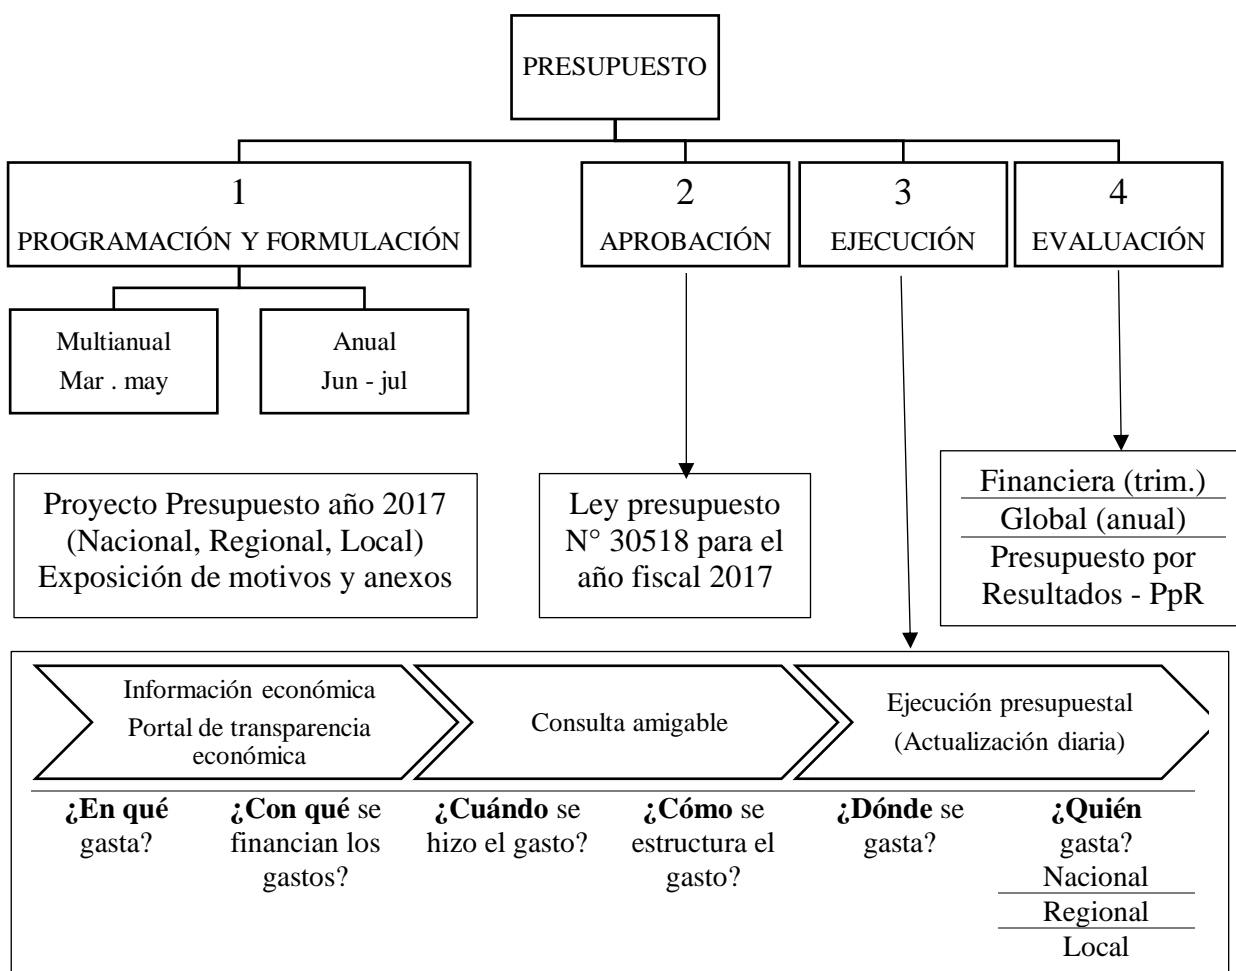 PRESUPUESTO
1
PROGRAMACIÓN Y FORMULACIÓN
2
APROBACIÓN
3
EJECUCIÓN
4
EVALUACIÓN
Multianual
Mar . may
Anual
Jun - jul
Proyecto Presupuesto año 2017
(Nacional, Regional, Local)
Exposición de motivos y anexos
Ley presupuesto
N° 30518 para el
año fiscal 2017
Financiera (trim.)
Global (anual)
Presupuesto por
Resultados - PpR
Información económica
Portal de transparencia
económica
Consulta amigable
Ejecución presupuestal
(Actualización diaria)
¿En qué
gasta?
¿Con qué se
financian los
gastos?
¿Cuándo se
hizo el gasto?
¿Cómo se
estructura el
gasto?
¿Dónde se
gasta?
¿Quién
gasta?
Nacional
Regional
Local